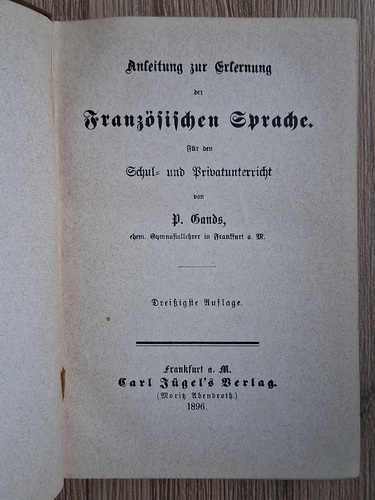 Anleitung zur Erlernung
der
Französischen Sprache.
Für den
Schul- und Privatunterricht
von
P. Gands,
ehem. Gymnasiallehrer in Frankfurt a. M.
Dreißigste Auflage.
Frankfurt a. M.
Carl Jügel's Verlag.
(Moritz Abendroth.)
1896.